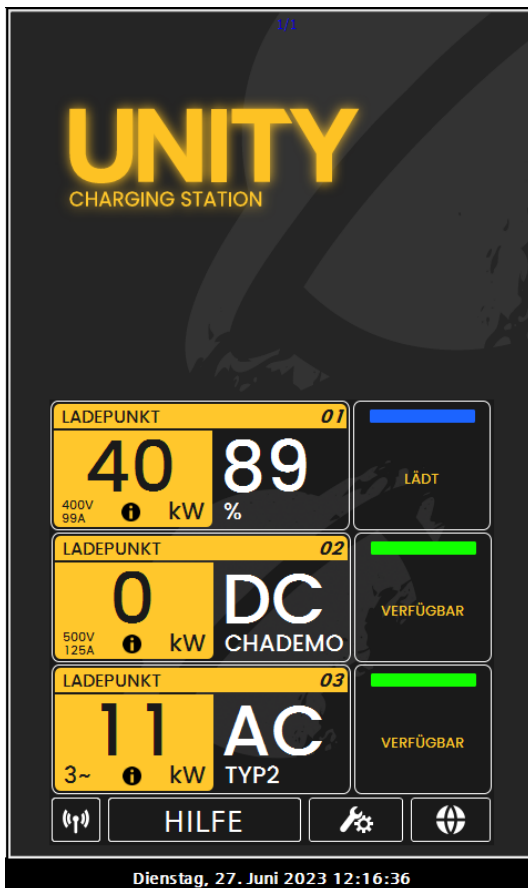 1/1
UNITY
CHARGING STATION
LADEPUNKT 01
40 kW
400V
99A
89
%
LÄDT
LADEPUNKT 02
0 kW
500V
125A
DC
CHADEMO
VERFÜGBAR
LADEPUNKT 03
11 kW
3~
AC
TYP2
VERFÜGBAR
HILFE
Dienstag, 27. Juni 2023 12:16:36